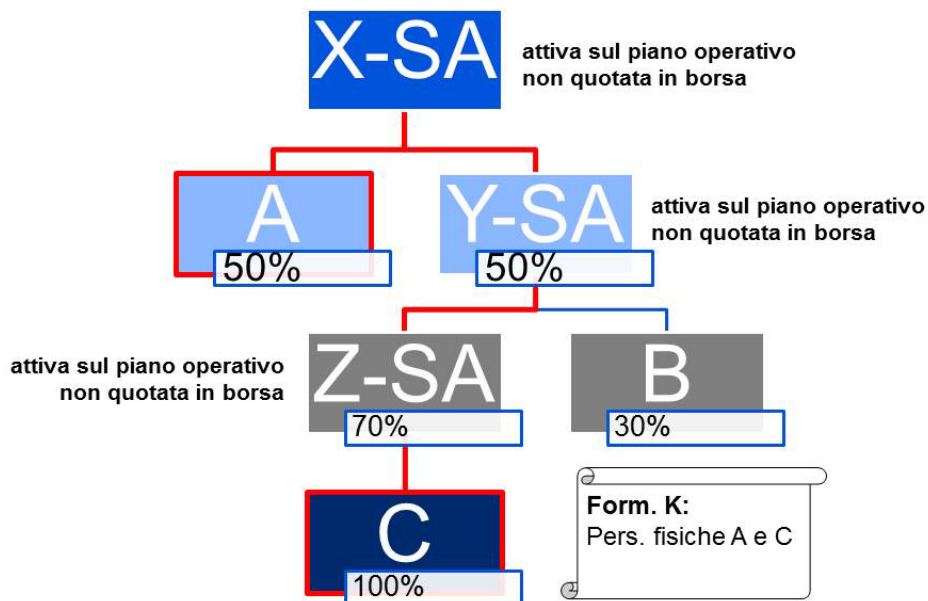 X-SA
attiva sul piano operativo
non quotata in borsa
A
50%
Y-SA
50%
attiva sul piano operativo
non quotata in borsa
attiva sul piano operativo
non quotata in borsa
Z-SA
70%
B
30%
C
100%
Form. K:
Pers. fisiche A e C